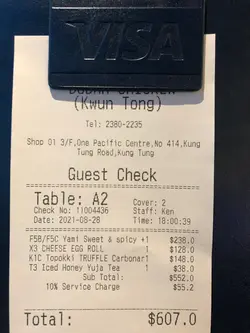 VISA
(Kwun Tong)
Tel: 2380-2235
Shop 01 3/F,One Pacific Centre,No 414,Kung
Tung Road,Kung Tung
Guest Check
Table: A2
Cover: 2
Check No: 11004436
Staff: Ken
Date: 2021-08-20
Time: 18:00:39
F5B/F5C Yami Sweet & spicy +1 $238.0
X3 CHEESE EGG ROLL 1 $128.0
K1C Topokki TRUFFLE Carbonar1 $148.0
T3 Iced Honey Yuja Tea 1 $38.0
Sub Total: $552.0
10% Service Charge $55.2
Total: $607.0